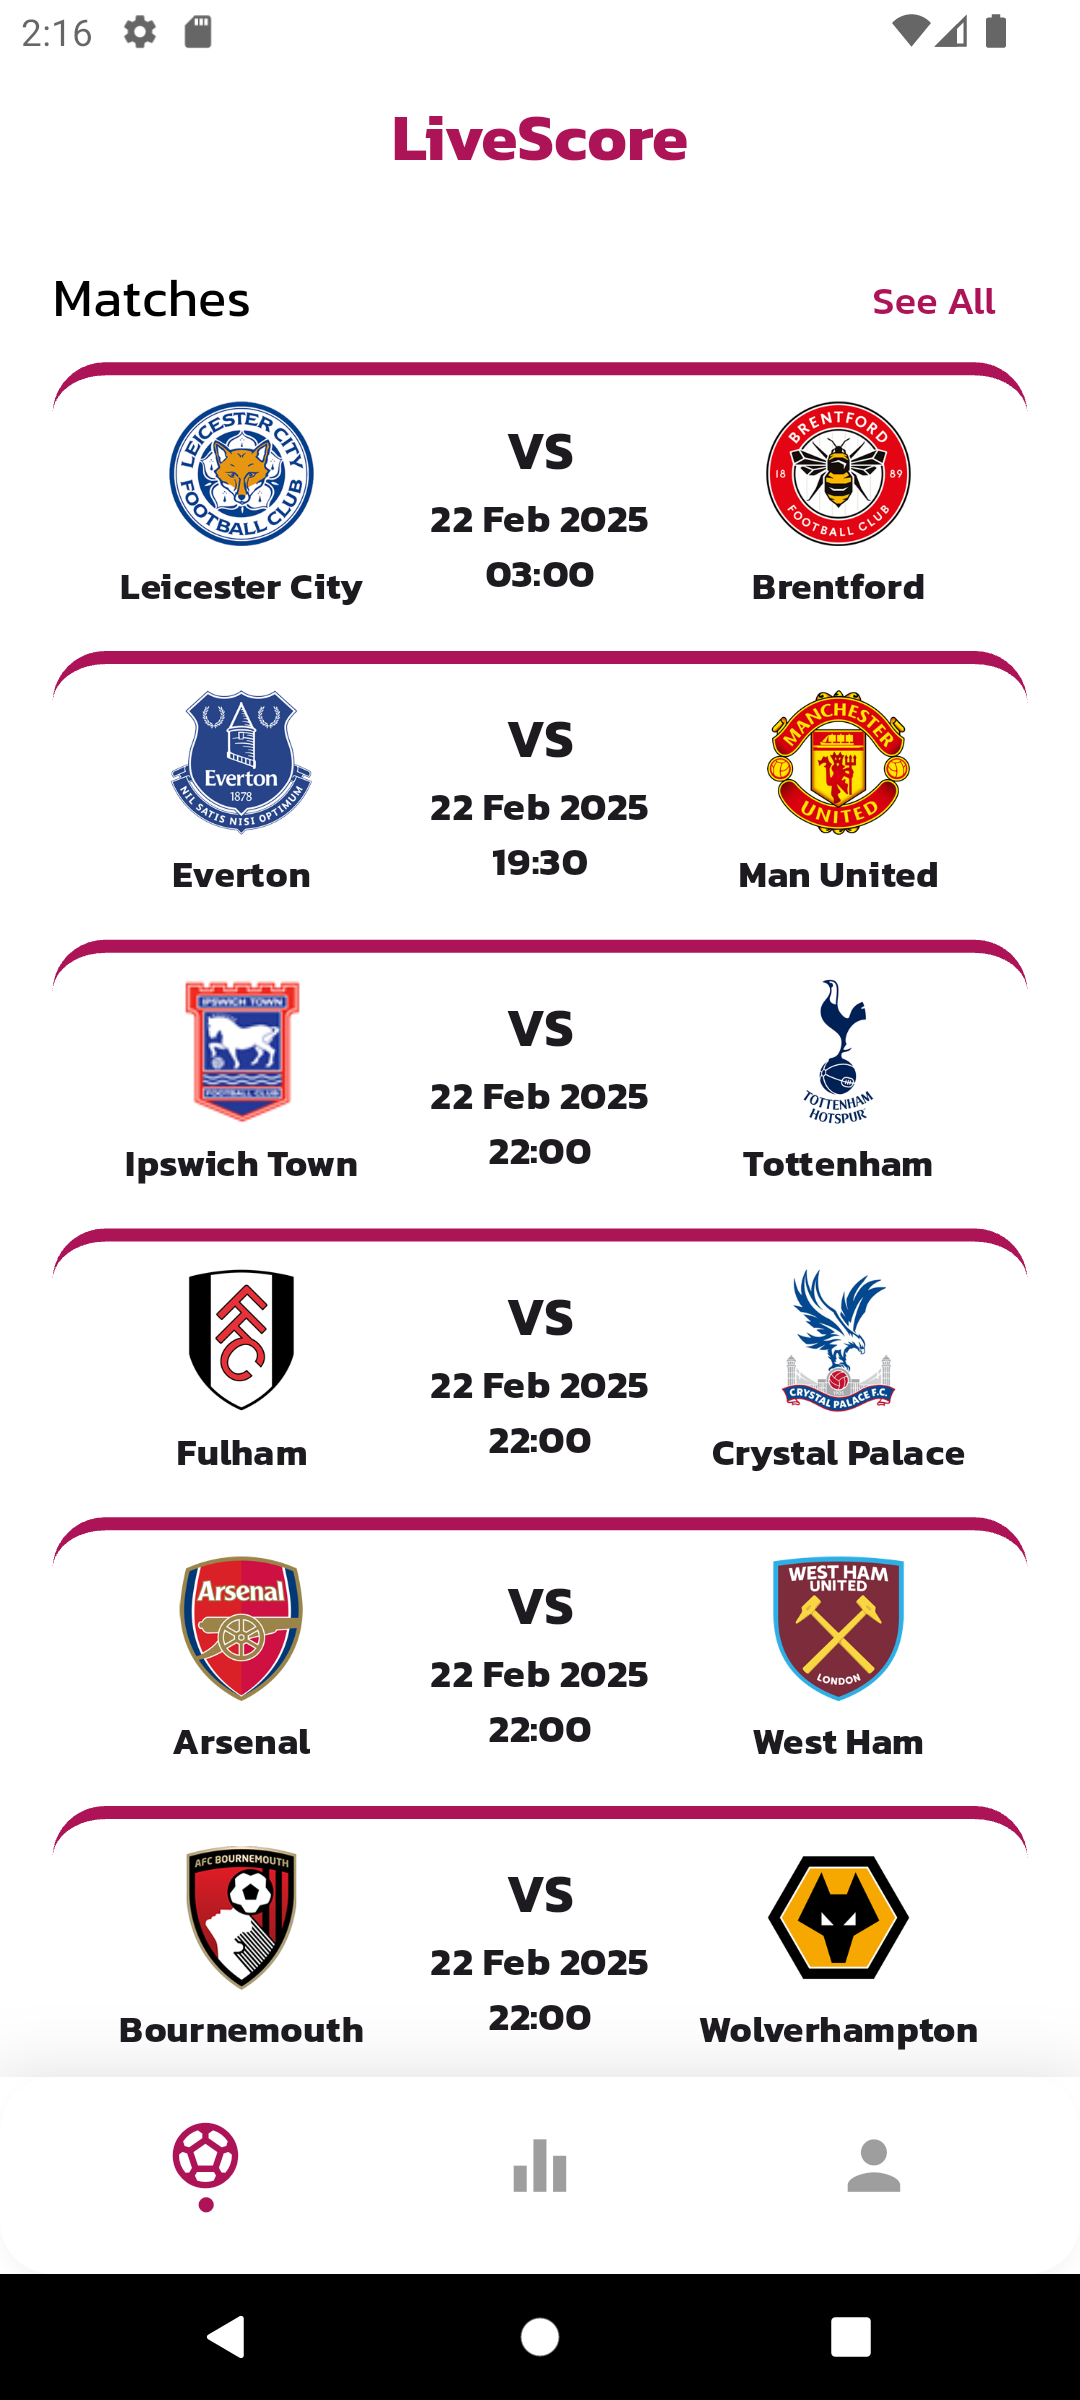 2:16
LiveScore
Matches
See All
LEICESTER CITY
FOOTBALL CLUB
VS
BRENTFORD
18 89
FOOTBALL CLUB
22 Feb 2025
03:00
Leicester City
Brentford
Everton
1878
NIL SATIS NISI OPTIMUM
VS
MANCHESTER
UNITED
22 Feb 2025
19:30
Everton
Man United
IPSWICH TOWN
FOOTBALL CLUB
VS
TOTTENHAM
HOTSPUR
22 Feb 2025
22:00
Ipswich Town
Tottenham
FFC
VS
CRYSTAL PALACE F.C.
22 Feb 2025
22:00
Fulham
Crystal Palace
Arsenal
VS
WEST HAM
UNITED
LONDON
22 Feb 2025
22:00
Arsenal
West Ham
AFC BOURNEMOUTH
VS
22 Feb 2025
22:00
Bournemouth
Wolverhampton